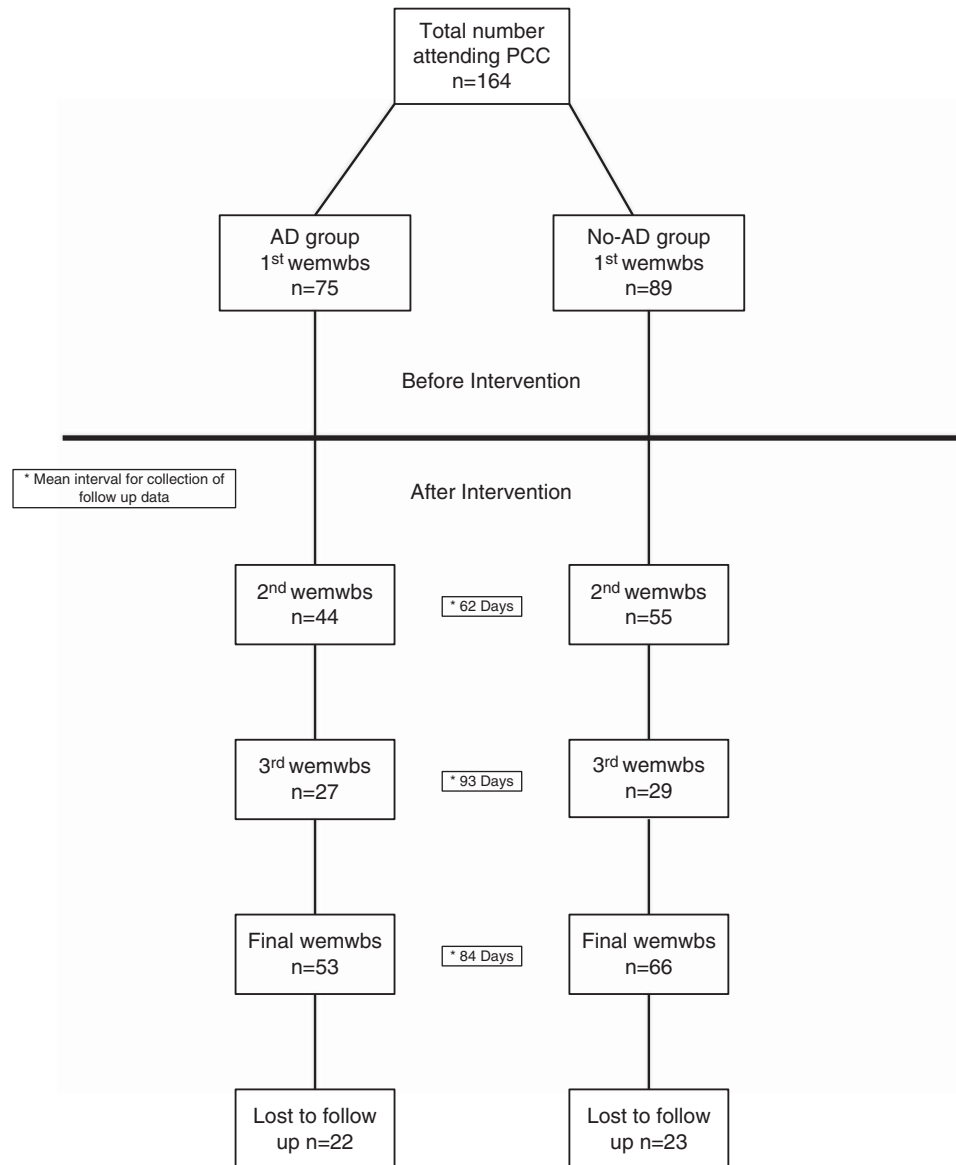 Total number
attending PCC
n=164
AD group
1st wemwbs
n=75
No-AD group
1st wemwbs
n=89
Before Intervention
* Mean interval for collection of
follow up data
After Intervention
2nd wemwbs
n=44
* 62 Days
2nd wemwbs
n=55
3rd wemwbs
n=27
* 93 Days
3rd wemwbs
n=29
Final wemwbs
n=53
* 84 Days
Final wemwbs
n=66
Lost to follow
up n=22
Lost to follow
up n=23